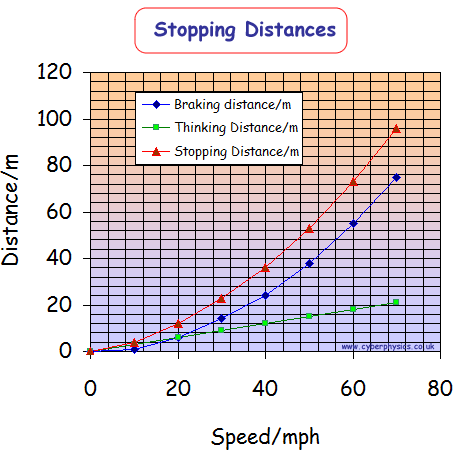 Stopping Distances
120
100
80
60
40
20
0
Distance/m
Braking distance/m
Thinking Distance/m
Stopping Distance/m
www.cyberphysics.co.uk
0 20 40 60 80
Speed/mph